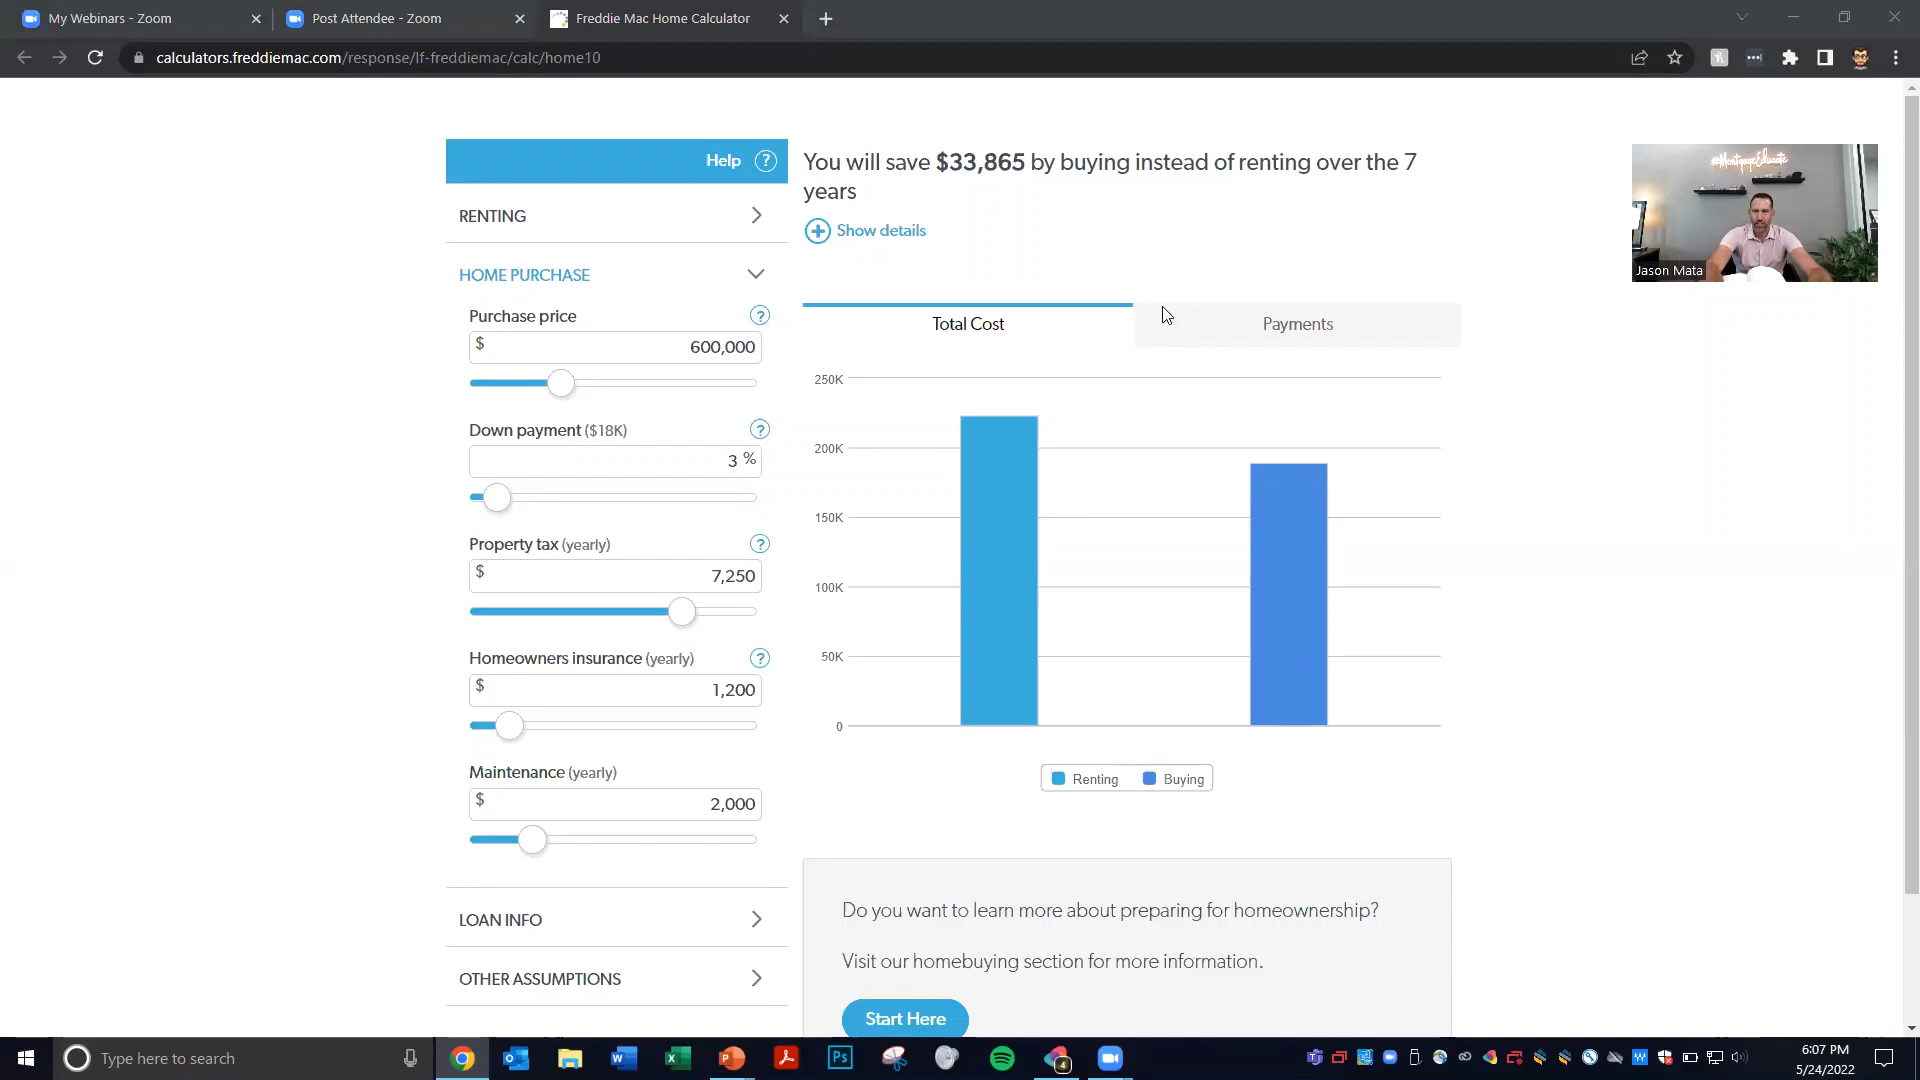 My Webinars - Zoom
Post Attendee - Zoom
Freddie Mac Home Calculator
calculators.freddiemac.com/response/lf-freddiemac/calc/home10
Help ?
RENTING
HOME PURCHASE
Purchase price ?
$ 600,000
Down payment ($18K) ?
3 %
Property tax (yearly) ?
$ 7,250
Homeowners insurance (yearly) ?
$ 1,200
Maintenance (yearly)
$ 2,000
LOAN INFO
OTHER ASSUMPTIONS
You will save $33,865 by buying instead of renting over the 7
years
Show details
Total Cost
Payments
250K
200K
150K
100K
50K
0
Renting
Buying
Do you want to learn more about preparing for homeownership?
Visit our homebuying section for more information.
Start Here
#MortgageEducate
Jason Mata
Type here to search
6:07 PM
5/24/2022